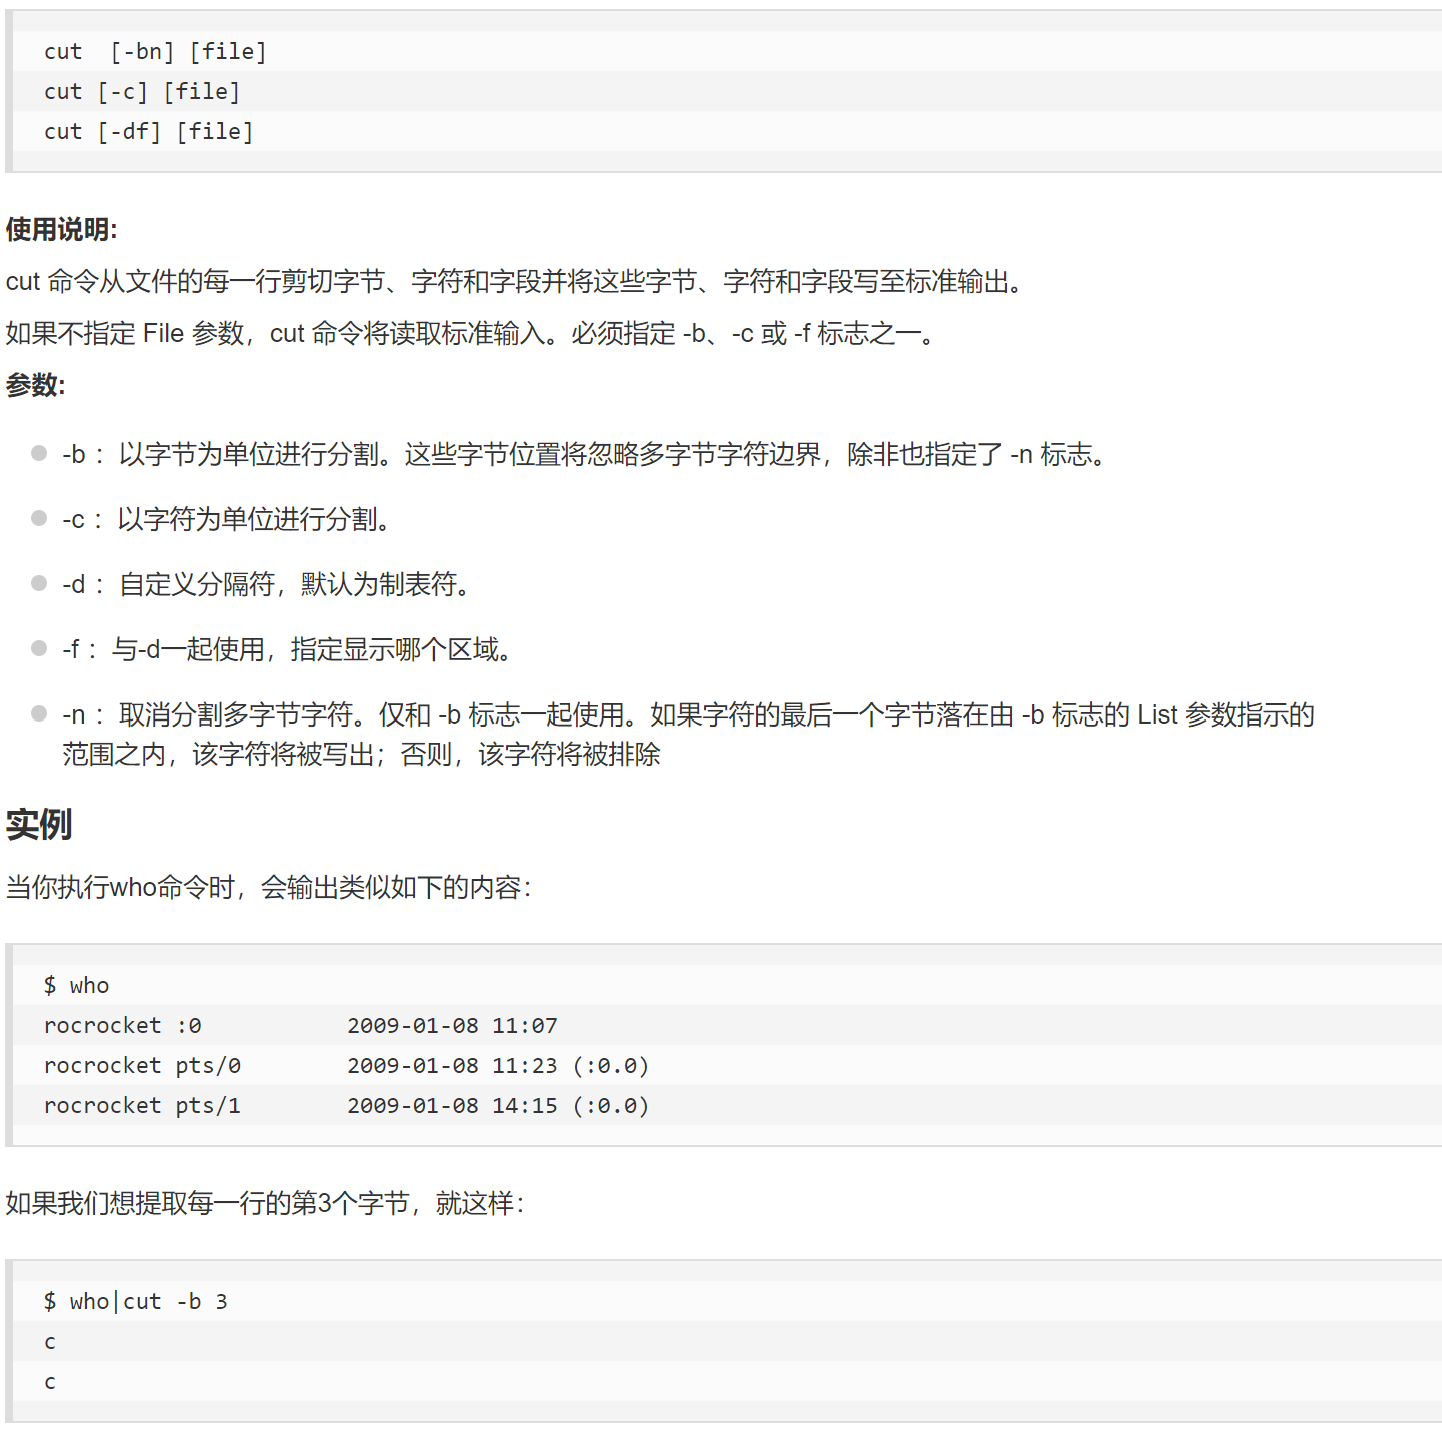 cut  [-bn] [file]
cut [-c] [file]
cut [-df] [file]
使用说明:
cut 命令从文件的每一行剪切字节、字符和字段并将这些字节、字符和字段写至标准输出。
如果不指定 File 参数，cut 命令将读取标准输入。必须指定 -b、-c 或 -f 标志之一。
参数:
-b ：以字节为单位进行分割。这些字节位置将忽略多字节字符边界，除非也指定了 -n 标志。
-c ：以字符为单位进行分割。
-d ：自定义分隔符，默认为制表符。
-f ：与-d一起使用，指定显示哪个区域。
-n ：取消分割多字节字符。仅和 -b 标志一起使用。如果字符的最后一个字节落在由 -b 标志的 List 参数指示的
范围之内，该字符将被写出；否则，该字符将被排除
实例
当你执行who命令时，会输出类似如下的内容：
$ who
rocrocket :0           2009-01-08 11:07
rocrocket pts/0        2009-01-08 11:23 (:0.0)
rocrocket pts/1        2009-01-08 14:15 (:0.0)
如果我们想提取每一行的第3个字节，就这样：
$ who|cut -b 3
c
c